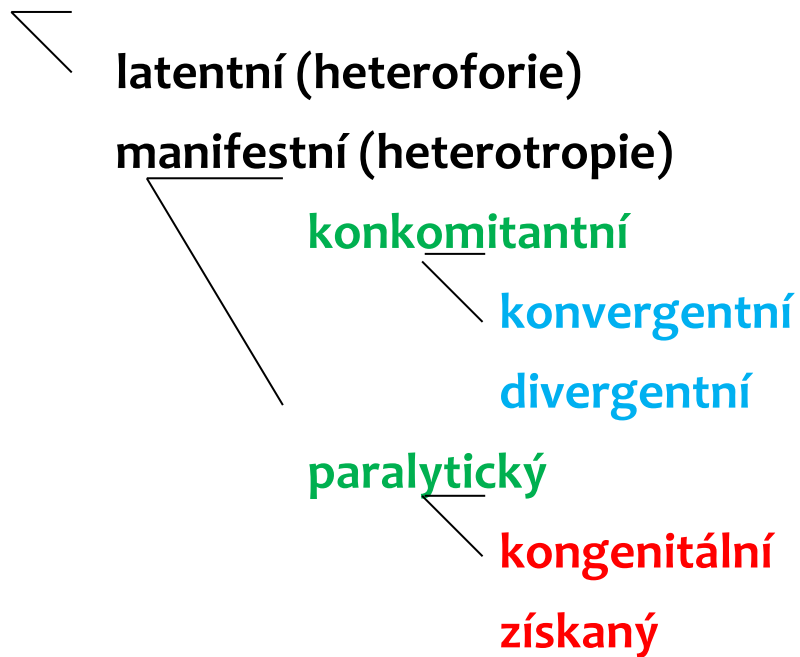 latentní (heteroforie)
manifestní (heterotropie)
konkomitantní
konvergentní
divergentní
paralytický
kongenitální
získaný